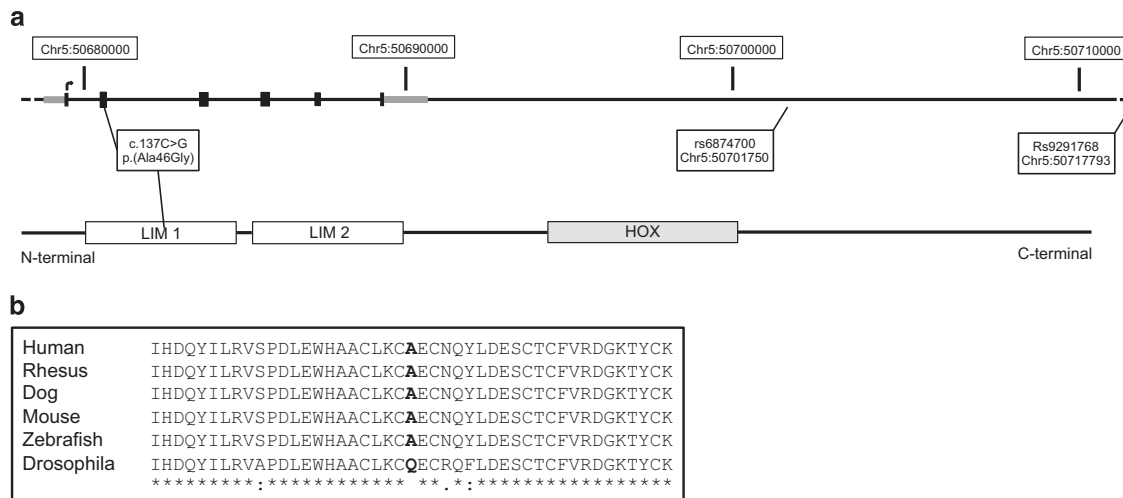 a
Chr5:50680000
Chr5:50690000
Chr5:50700000
Chr5:50710000
c.137C>G
p.(Ala46Gly)
rs6874700
Chr5:50701750
Rs9291768
Chr5:50717793
LIM 1
LIM 2
HOX
N-terminal
C-terminal
b
Human IHDQYILRVSPDLEWHAACLKCAECNQYLDESCTCFVRDGKTYCK
Rhesus IHDQYILRVSPDLEWHAACLKCAECNQYLDESCTCFVRDGKTYCK
Dog IHDQYILRVSPDLEWHAACLKCAECNQYLDESCTCFVRDGKTYCK
Mouse IHDQYILRVSPDLEWHAACLKCAECNQYLDESCTCFVRDGKTYCK
Zebrafish IHDQYILRVSPDLEWHAACLKCAECNQYLDESCTCFVRDGKTYCK
Drosophila IHDQYILRVAPDLEWHAACLKCQECRQFLDESCTCFVRDGKTYCK
*********:************ **.*:*****************